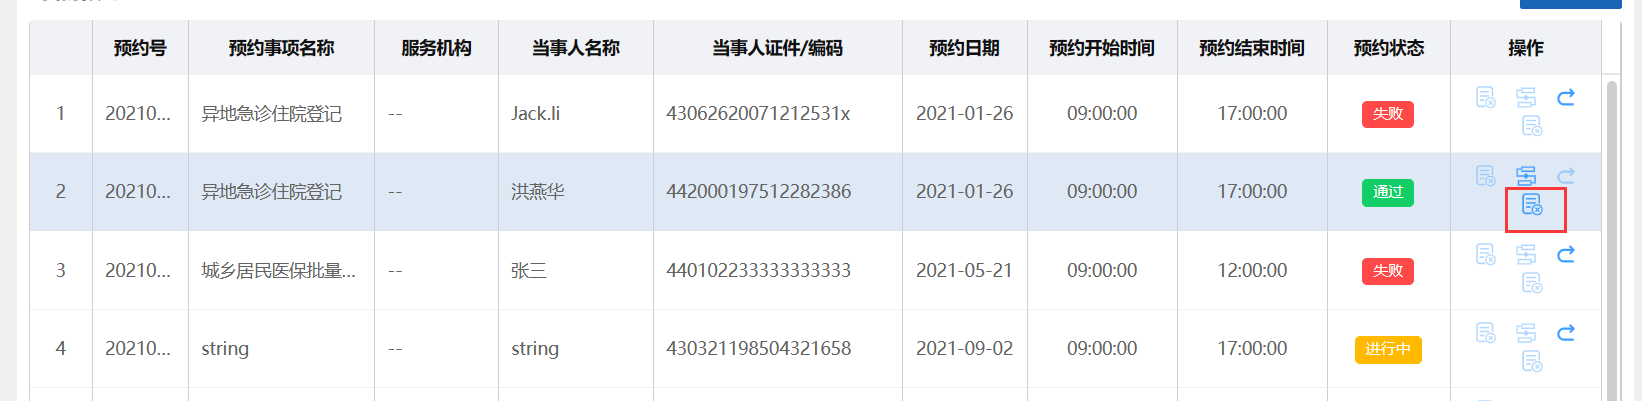 预约号 预约事项名称 服务机构 当事人名称 当事人证件/编码 预约日期 预约开始时间 预约结束时间 预约状态 操作
1 20210... 异地急诊住院登记 -- Jack.li 43062620071212531x 2021-01-26 09:00:00 17:00:00 失败
2 20210... 异地急诊住院登记 -- 洪燕华 442000197512282386 2021-01-26 09:00:00 17:00:00 通过
3 20210... 城乡居民医保批量... -- 张三 440102233333333333 2021-05-21 09:00:00 12:00:00 失败
4 20210... string -- string 430321198504321658 2021-09-02 09:00:00 17:00:00 进行中